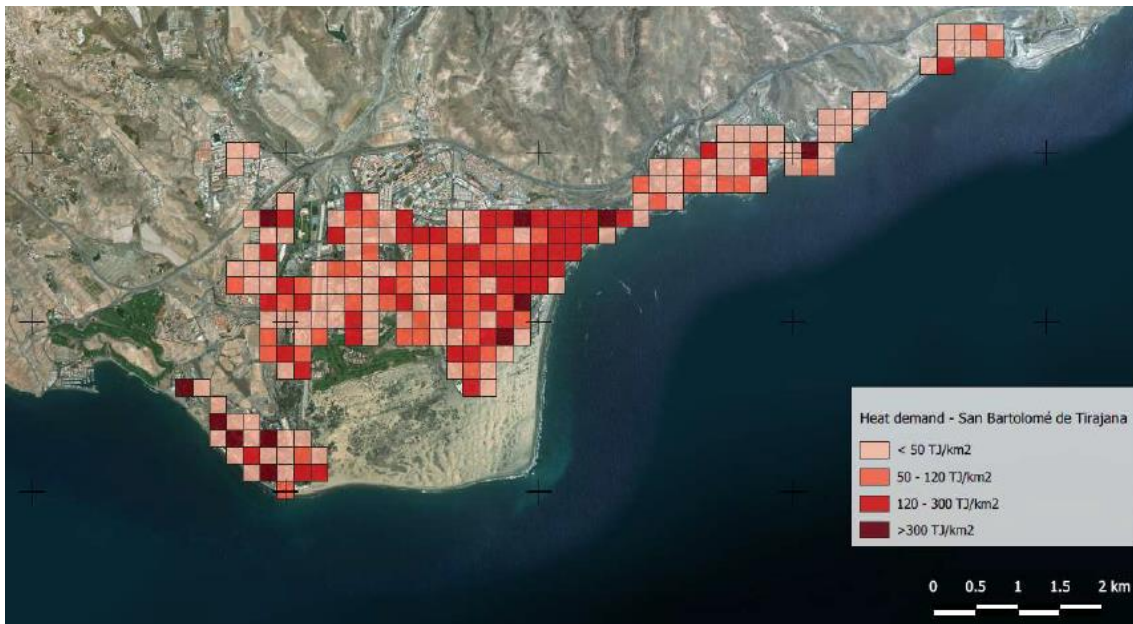 Heat demand - San Bartolomé de Tirajana
< 50 TJ/km2
50 - 120 TJ/km2
120 - 300 TJ/km2
>300 TJ/km2
0 0.5 1 1.5 2 km